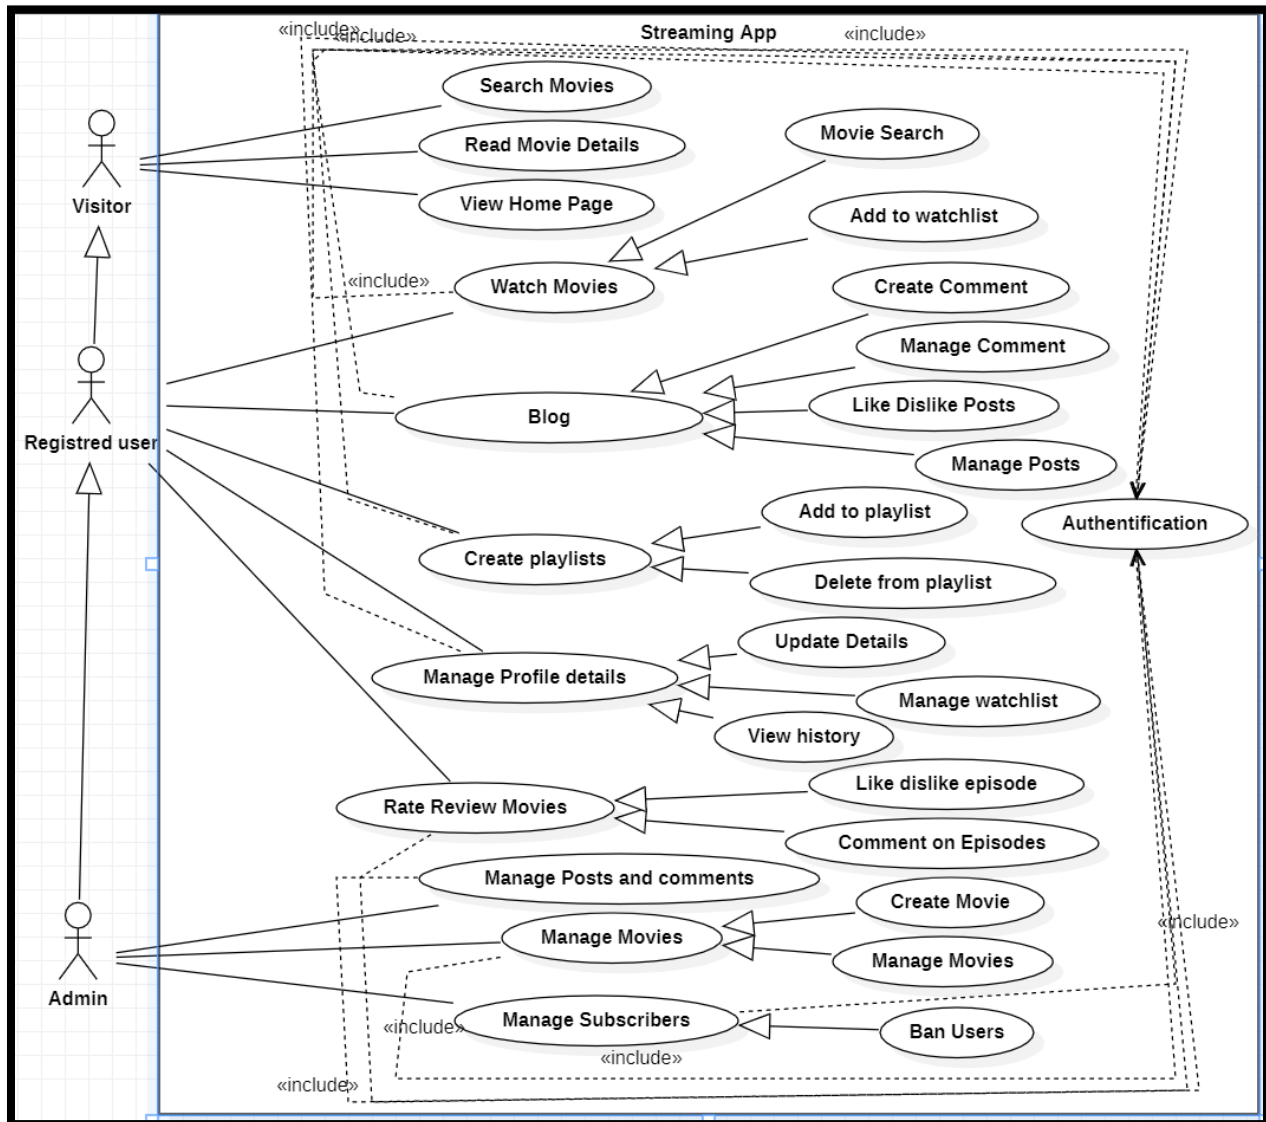 «include»
«include»
Streaming App
«include»
Search Movies
Movie Search
Read Movie Details
Visitor
View Home Page
Add to watchlist
«include»
Watch Movies
Create Comment
Manage Comment
Like Dislike Posts
Blog
Registred user
Manage Posts
Add to playlist
Authentification
Create playlists
Delete from playlist
Update Details
Manage Profile details
Manage watchlist
View history
Like dislike episode
Rate Review Movies
Comment on Episodes
Manage Posts and comments
Create Movie
«include»
Manage Movies
Manage Movies
Admin
Manage Subscribers
«include»
Ban Users
«include»
«include»